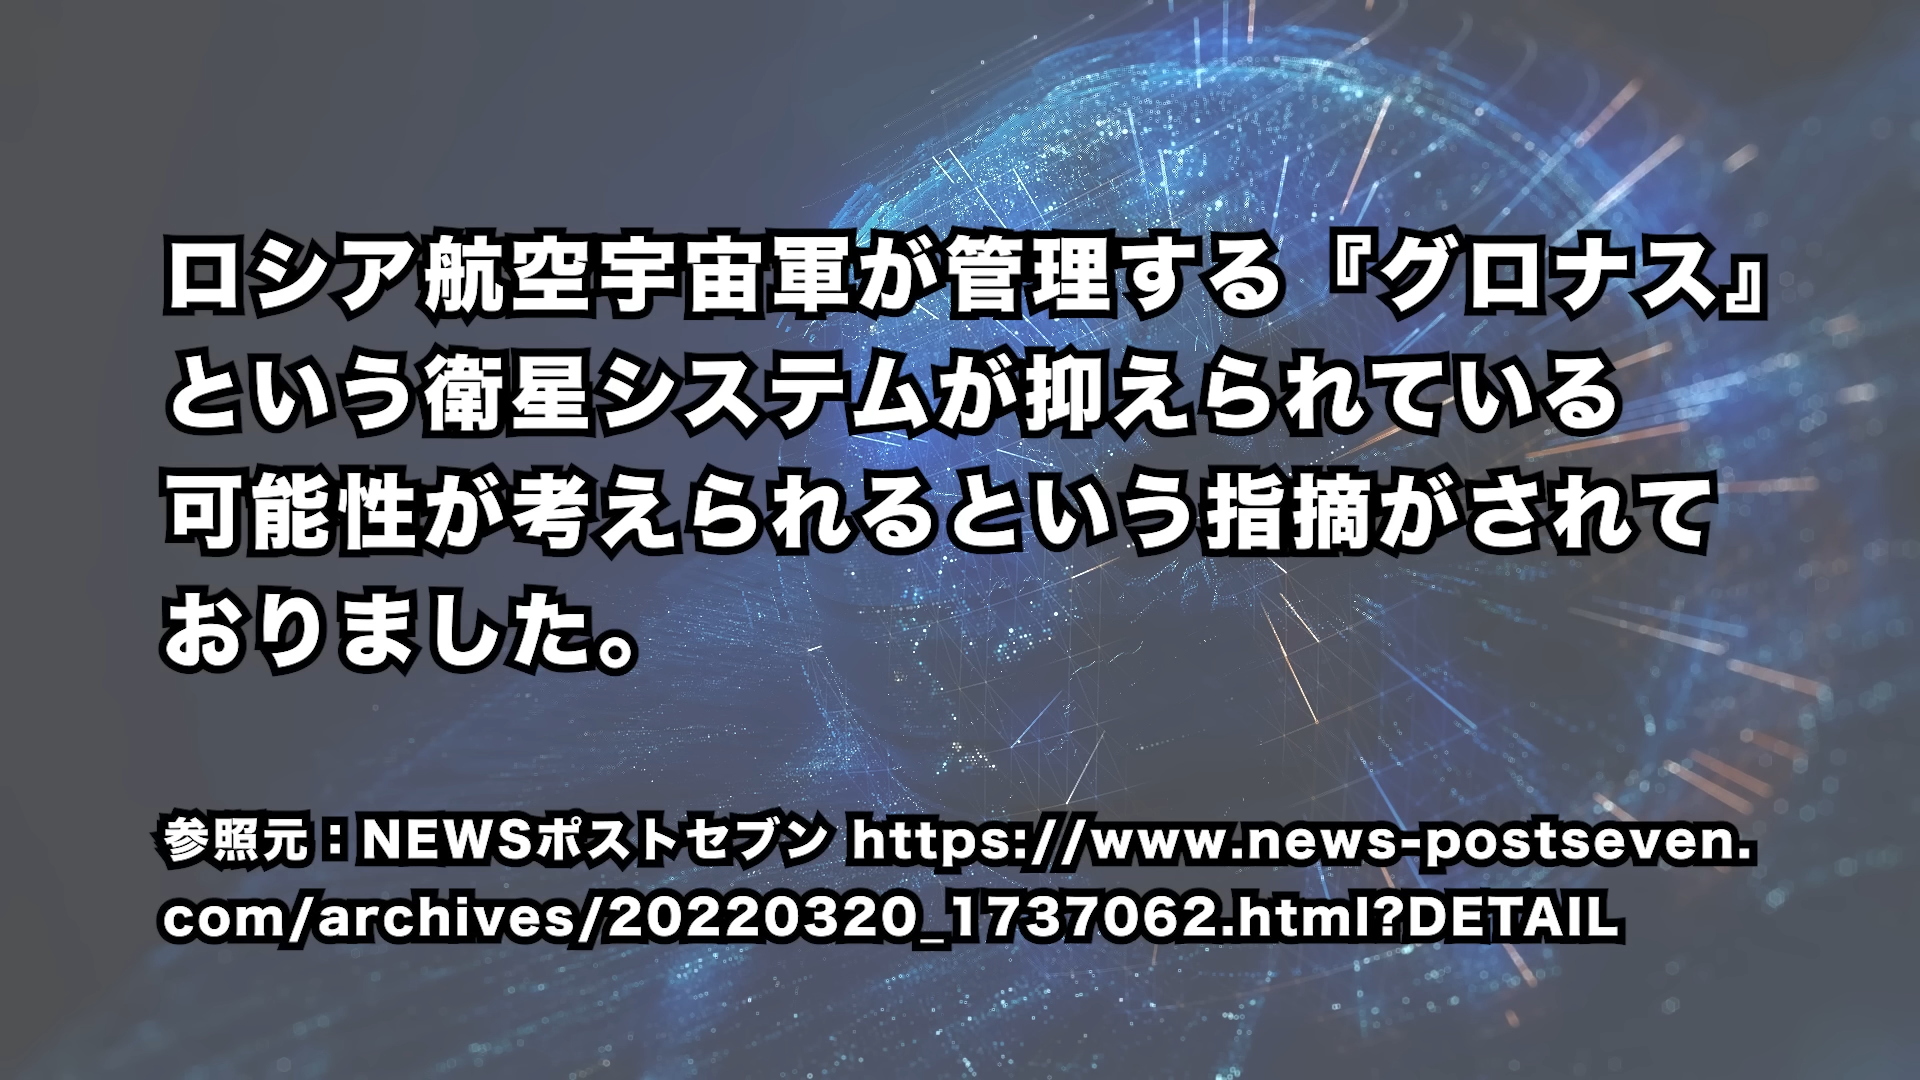 ロシア航空宇宙軍が管理する『グロナス』
という衛星システムが抑えられている
可能性が考えられるという指摘がされて
おりました。
参照元：NEWSポストセブン https://www.news-postseven.
com/archives/20220320_1737062.html?DETAIL